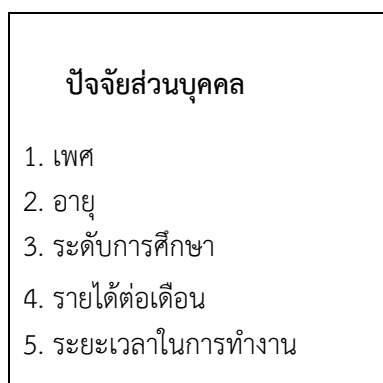 ปัจจัยส่วนบุคคล
1. เพศ
2. อายุ
3. ระดับการศึกษา
4. รายได้ต่อเดือน
5. ระยะเวลาในการทำงาน